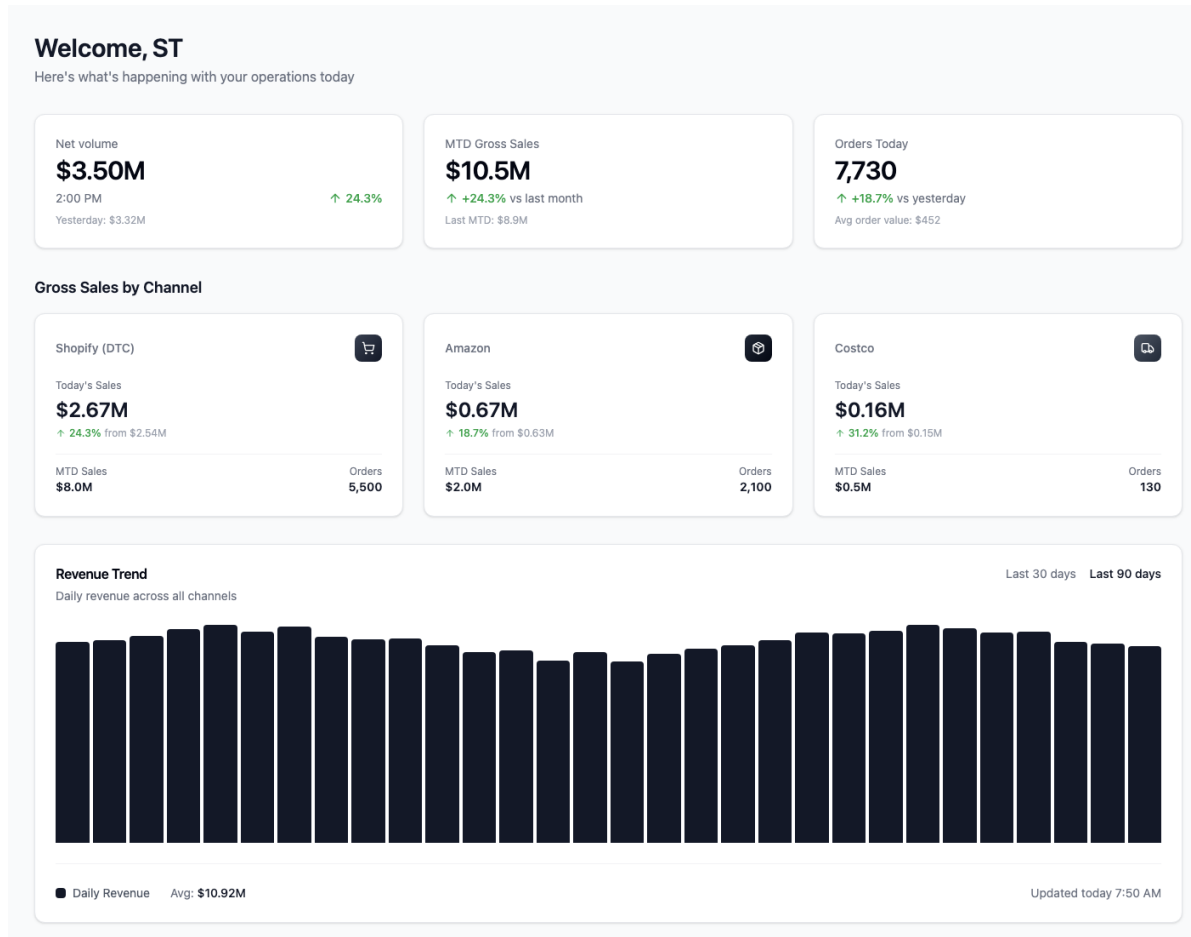 Welcome, ST
Here's what's happening with your operations today
Net volume
$3.50M
2:00 PM ↑ 24.3%
Yesterday: $3.32M
MTD Gross Sales
$10.5M
↑ +24.3% vs last month
Last MTD: $8.9M
Orders Today
7,730
↑ +18.7% vs yesterday
Avg order value: $452
Gross Sales by Channel
Shopify (DTC)
Today's Sales
$2.67M
↑ 24.3% from $2.54M
MTD Sales Orders
$8.0M 5,500
Amazon
Today's Sales
$0.67M
↑ 18.7% from $0.63M
MTD Sales Orders
$2.0M 2,100
Costco
Today's Sales
$0.16M
↑ 31.2% from $0.15M
MTD Sales Orders
$0.5M 130
Revenue Trend Last 30 days Last 90 days
Daily revenue across all channels
Daily Revenue Avg: $10.92M Updated today 7:50 AM